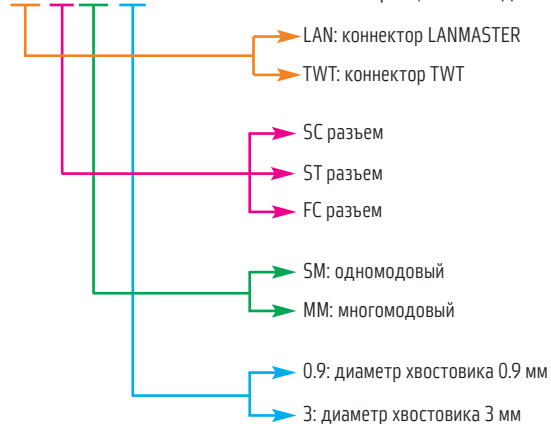 LAN: коннектор LANMASTER
TWT: коннектор TWT
SC разъем
ST разъем
FC разъем
SM: одномодовый
MM: многомодовый
0.9: диаметр хвостовика 0.9 мм
3: диаметр хвостовика 3 мм